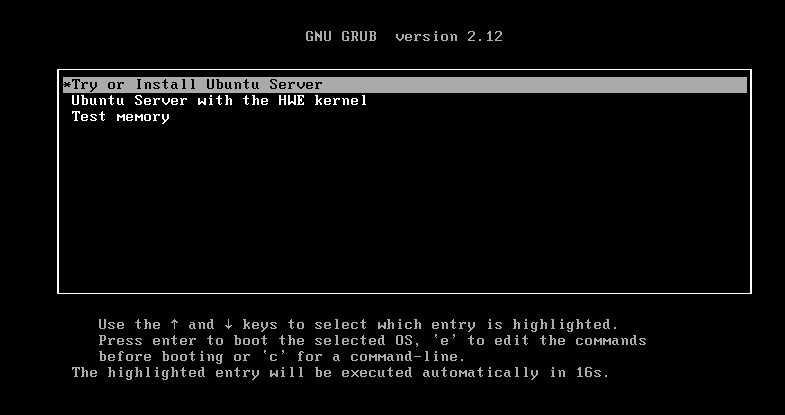 GNU GRUB  version 2.12
*Try or Install Ubuntu Server
Ubuntu Server with the HWE kernel
Test memory
Use the ↑ and ↓ keys to select which entry is highlighted.
Press enter to boot the selected OS, `e' to edit the commands
before booting or `c' for a command-line.
The highlighted entry will be executed automatically in 16s.